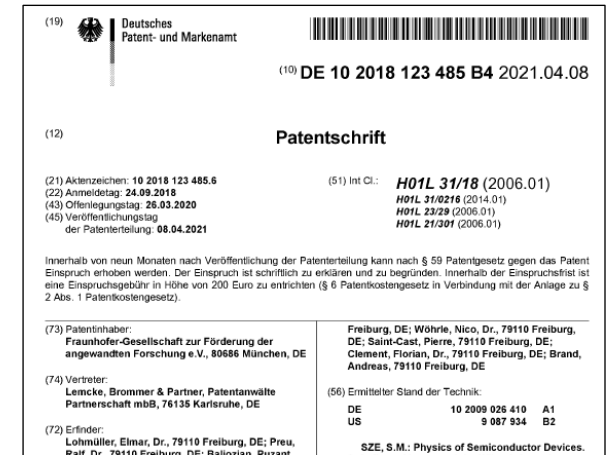 (19) Deutsches
Patent- und Markenamt
(10) DE 10 2018 123 485 B4 2021.04.08
(12) Patentschrift
(21) Aktenzeichen: 10 2018 123 485.6
(22) Anmeldetag: 24.09.2018
(43) Offenlegungstag: 26.03.2020
(45) Veröffentlichungstag
der Patenterteilung: 08.04.2021
(51) Int Cl.: H01L 31/18 (2006.01)
H01L 31/0216 (2014.01)
H01L 23/29 (2006.01)
H01L 21/301 (2006.01)
Innerhalb von neun Monaten nach Veröffentlichung der Patenterteilung kann nach § 59 Patentgesetz gegen das Patent
Einspruch erhoben werden. Der Einspruch ist schriftlich zu erklären und zu begründen. Innerhalb der Einspruchsfrist ist
eine Einspruchsgebühr in Höhe von 200 Euro zu entrichten (§ 6 Patentkostengesetz in Verbindung mit der Anlage zu §
2 Abs. 1 Patentkostengesetz).
(73) Patentinhaber:
Fraunhofer-Gesellschaft zur Förderung der
angewandten Forschung e.V., 80686 München, DE
(74) Vertreter:
Lemcke, Brommer & Partner, Patentanwälte
Partnerschaft mbB, 76135 Karlsruhe, DE
(72) Erfinder:
Lohmüller, Elmar, Dr., 79110 Freiburg, DE; Preu,
Ralf, Dr., 79110 Freiburg, DE; Baliozian, Puzant,
Freiburg, DE; Wöhrle, Nico, Dr., 79110 Freiburg,
DE; Saint-Cast, Pierre, 79110 Freiburg, DE;
Clement, Florian, Dr., 79110 Freiburg, DE; Brand,
Andreas, 79110 Freiburg, DE
(56) Ermittelter Stand der Technik:
DE 10 2009 026 410 A1
US 9 087 934 B2
SZE, S.M.: Physics of Semiconductor Devices.